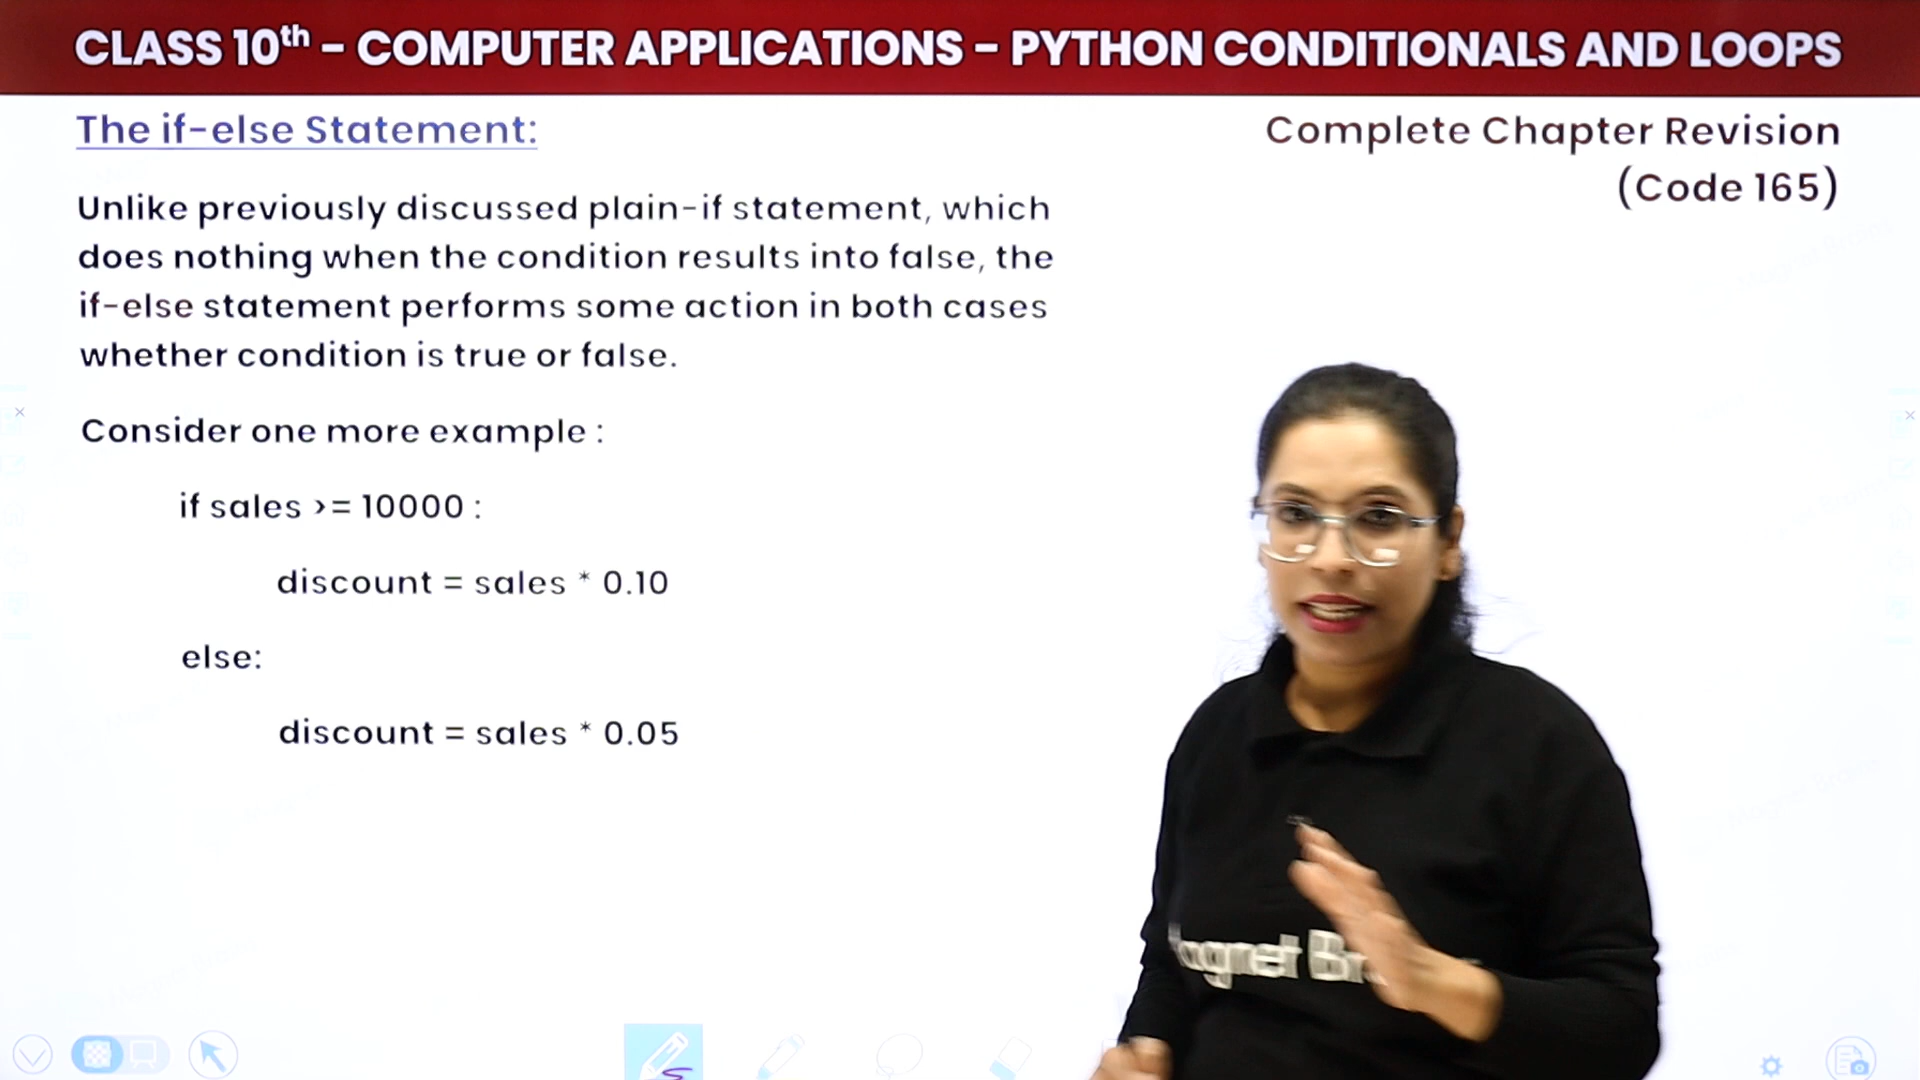 CLASS 10th – COMPUTER APPLICATIONS – PYTHON CONDITIONALS AND LOOPS
The if-else Statement:
Complete Chapter Revision
(Code 165)
Unlike previously discussed plain-if statement, which
does nothing when the condition results into false, the
if-else statement performs some action in both cases
whether condition is true or false.
Consider one more example :
if sales >= 10000 :
discount = sales * 0.10
else:
discount = sales * 0.05